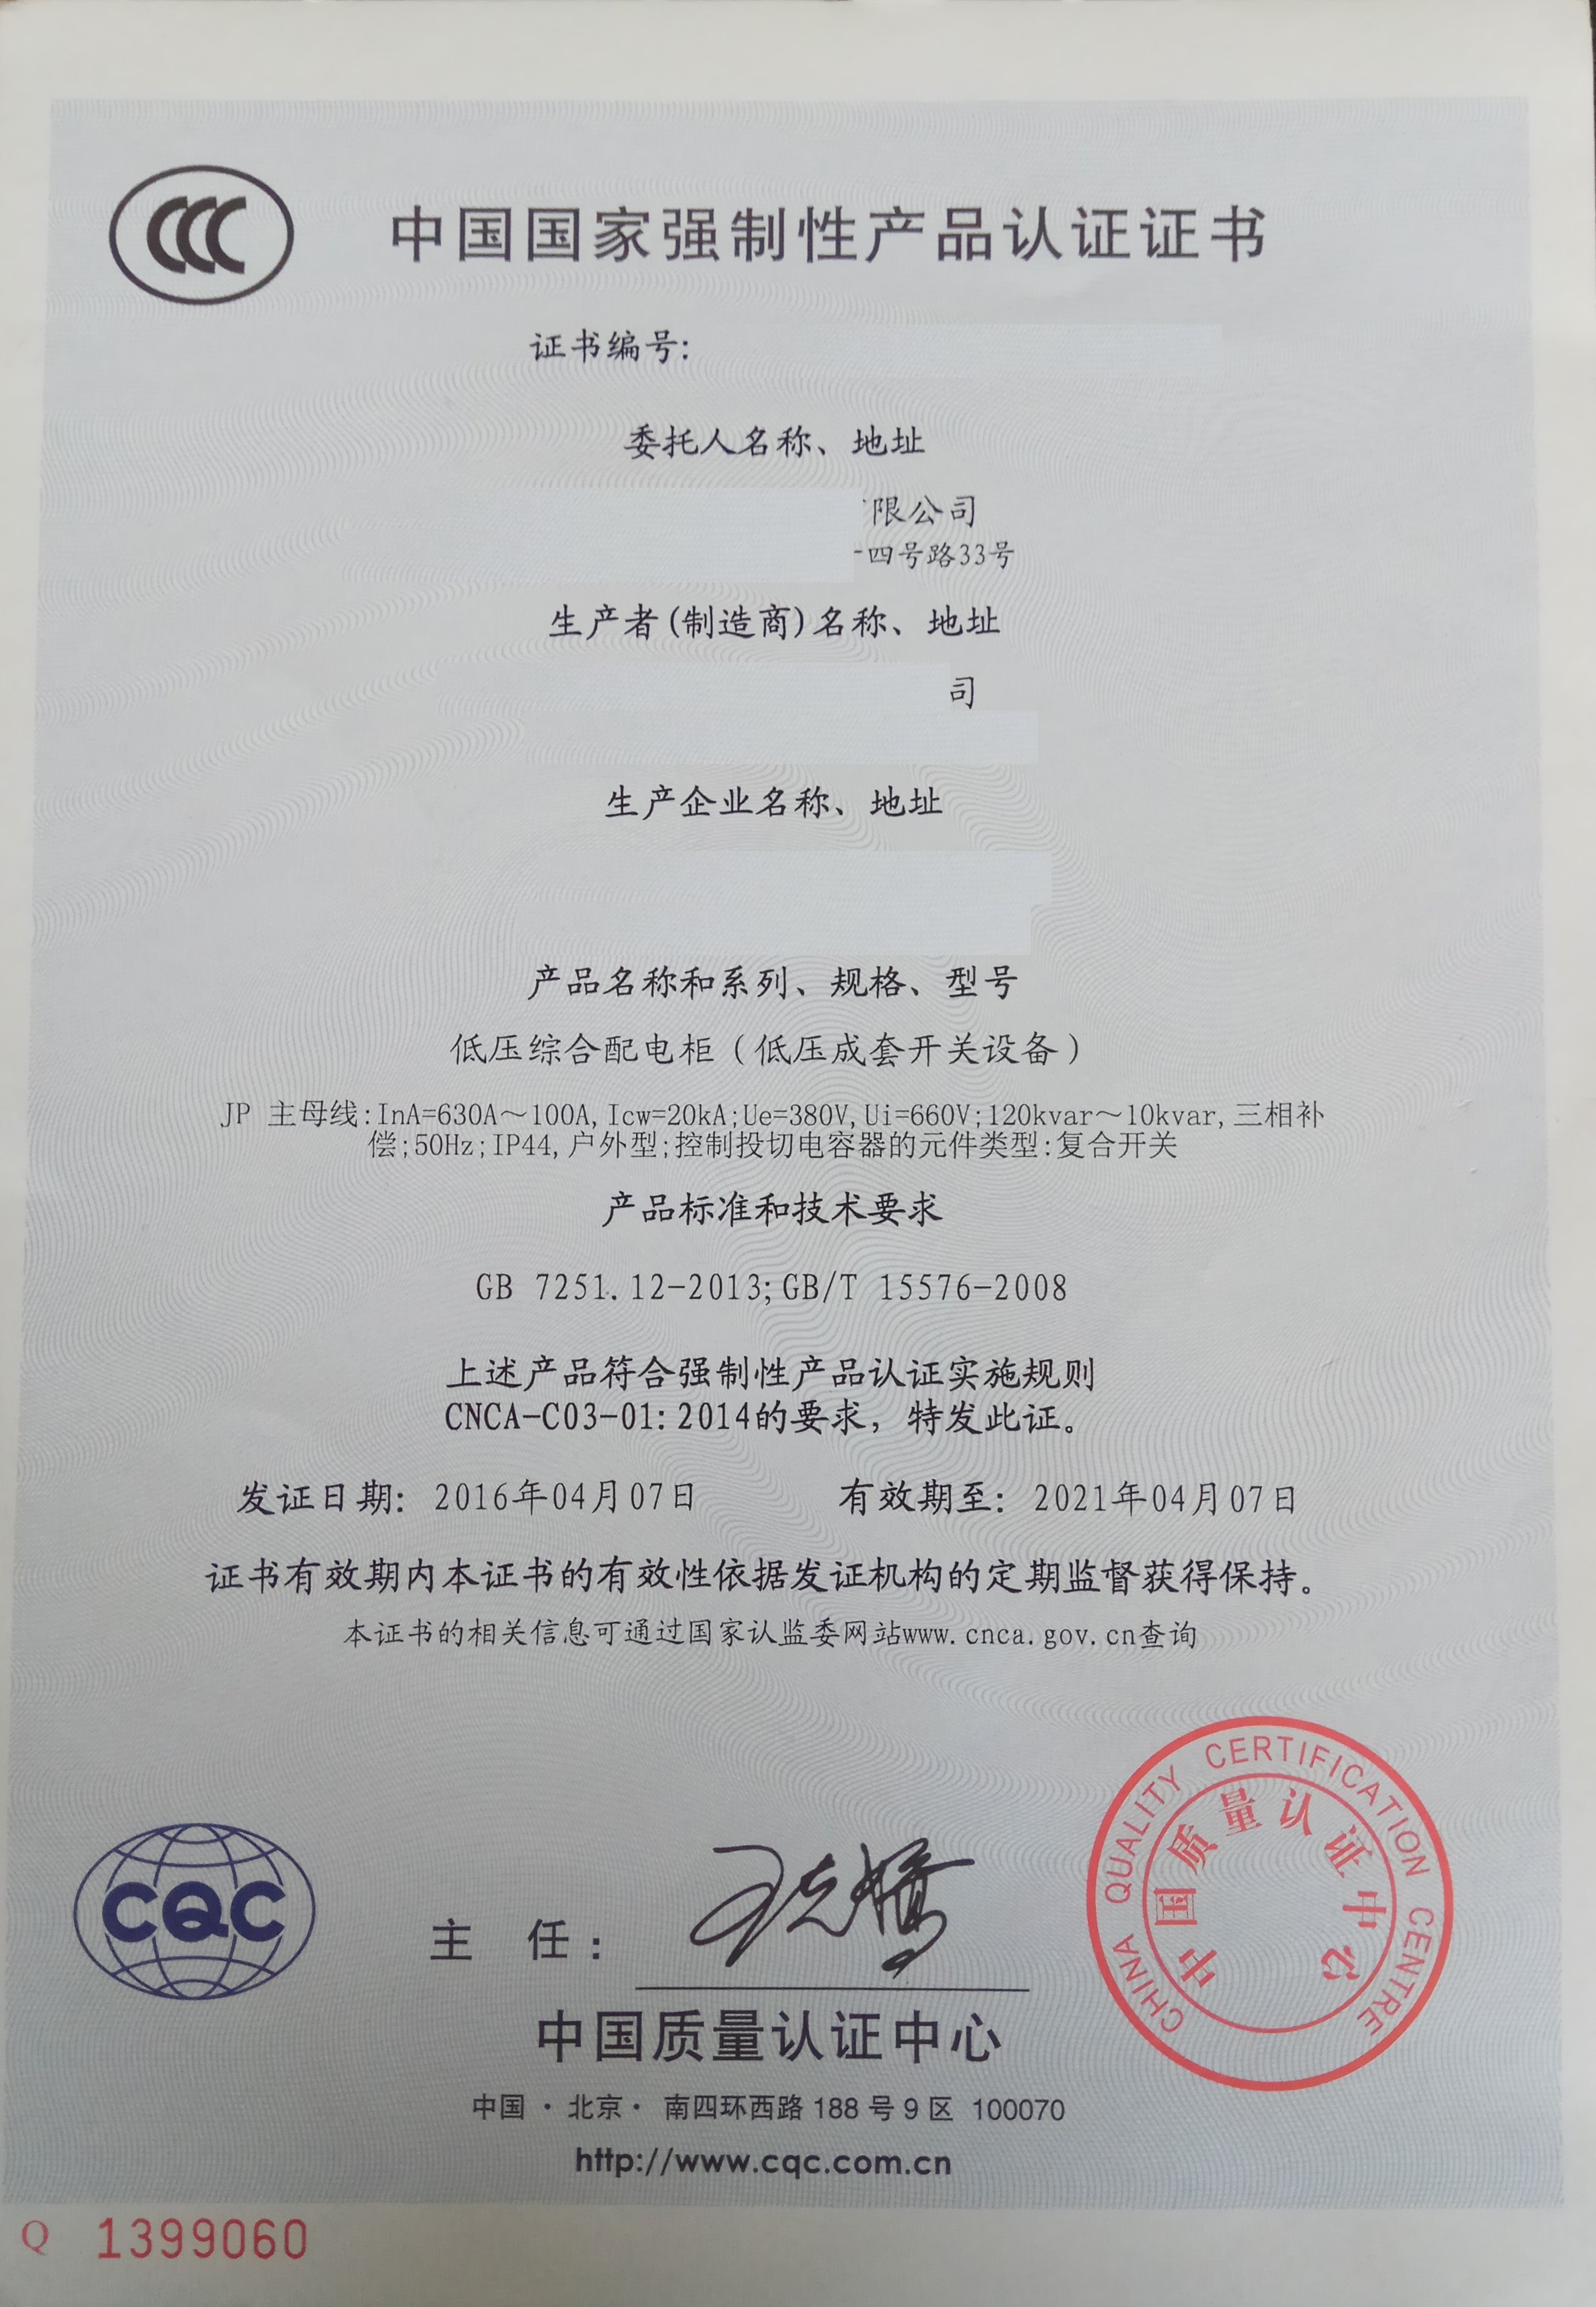 CCC
中国国家强制性产品认证证书
证书编号:
委托人名称、地址
限公司
四号路33号
生产者(制造商)名称、地址
司
生产企业名称、地址
产品名称和系列、规格、型号
低压综合配电柜（低压成套开关设备）
JP 主母线:InA=630A～100A,Icw=20kA;Ue=380V,Ui=660V;120kvar～10kvar,三相补
偿;50Hz;IP44,户外型;控制投切电容器的元件类型:复合开关
产品标准和技术要求
GB 7251.12-2013;GB/T 15576-2008
上述产品符合强制性产品认证实施规则
CNCA-C03-01:2014的要求，特发此证。
发证日期: 2016年04月07日 有效期至: 2021年04月07日
证书有效期内本证书的有效性依据发证机构的定期监督获得保持。
本证书的相关信息可通过国家认监委网站www.cnca.gov.cn查询
CQC
主 任:
CHINA QUALITY CERTIFICATION CENTRE
中国质量认证中心
中国质量认证中心
中国·北京· 南四环西路188号9区 100070
http://www.cqc.com.cn
Q 1399060